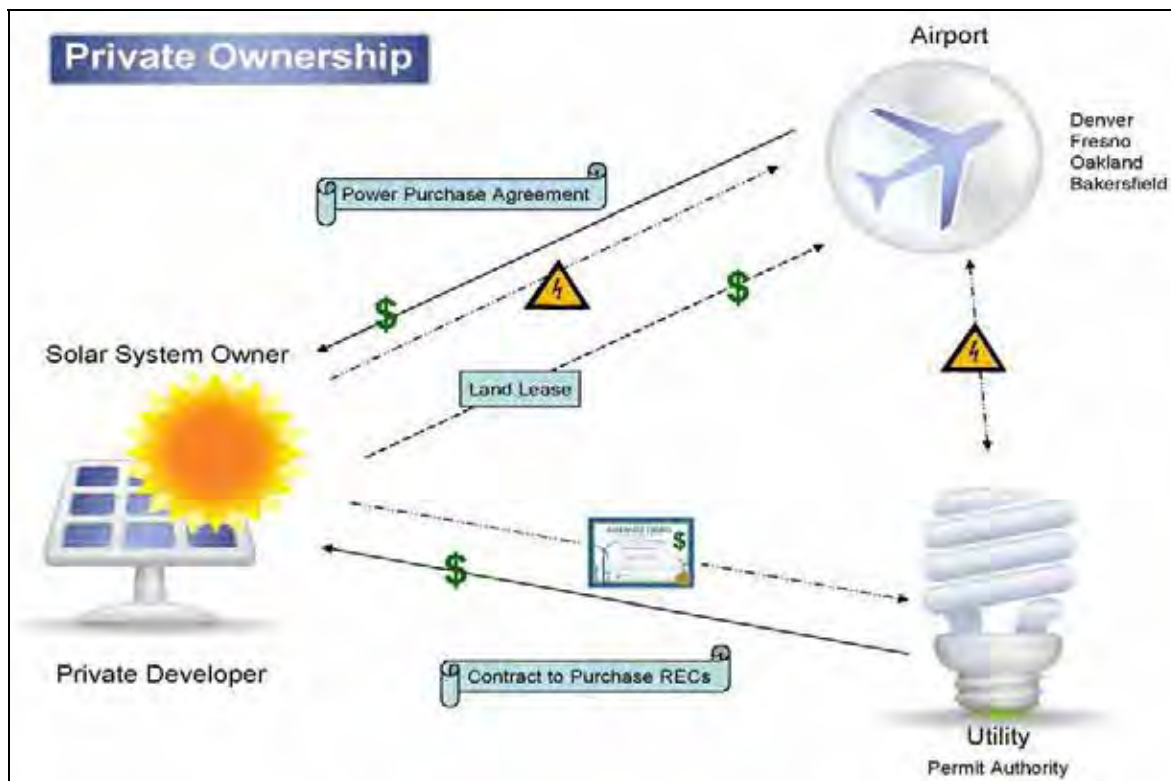 Private Ownership
Airport
Denver
Fresno
Oakland
Bakersfield
Power Purchase Agreement
$
$
Solar System Owner
Land Lease
$
$
Contract to Purchase RECs
Private Developer
Utility
Permit Authority